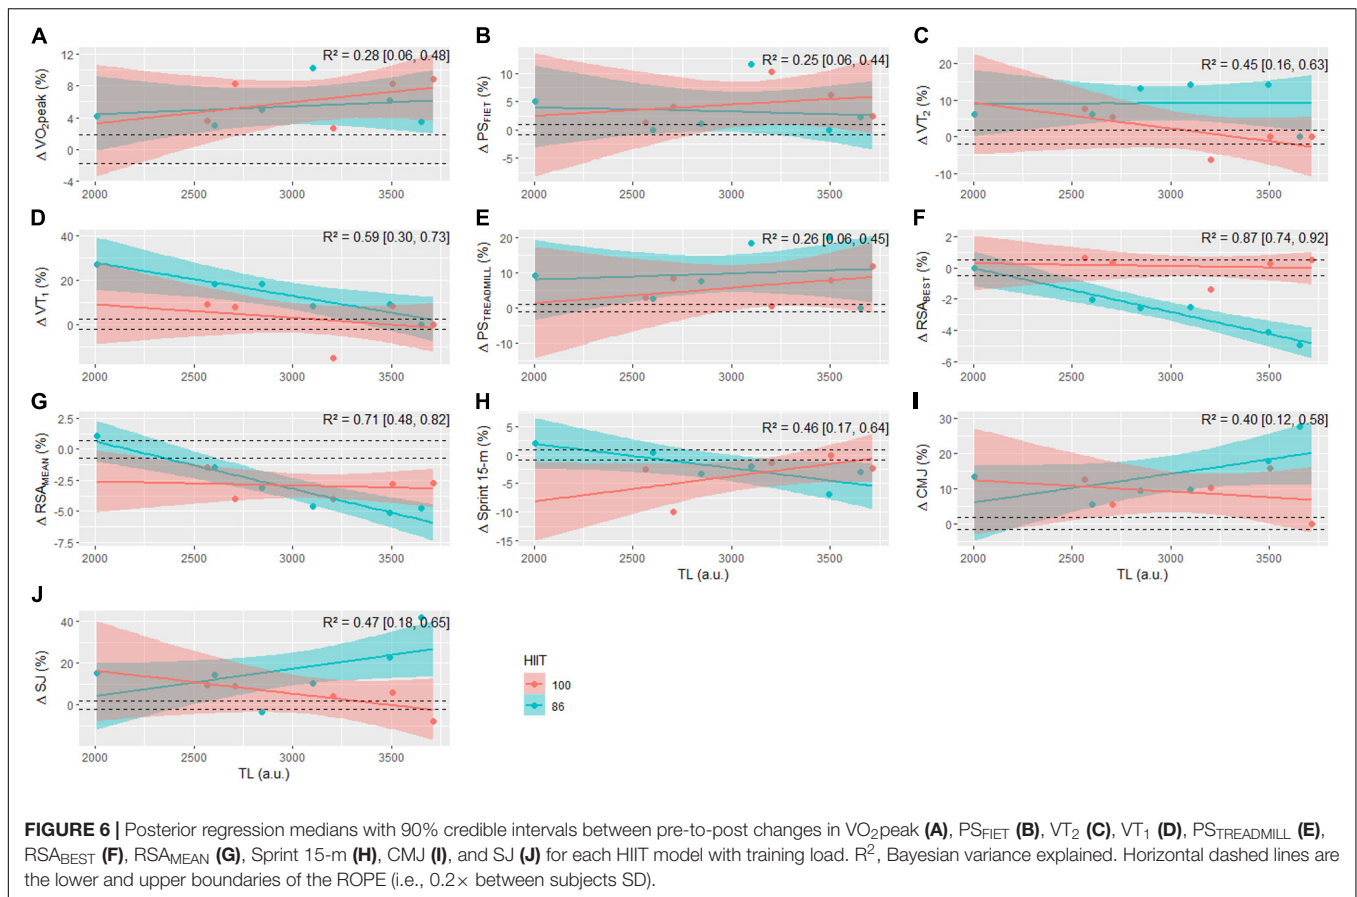 A
R² = 0.28 [0.06, 0.48]
Δ VO₂peak (%)
12
8
4
0
-4
2000 2500 3000 3500
B
R² = 0.25 [0.06, 0.44]
Δ PS_FIET (%)
10
5
0
-5
2000 2500 3000 3500
C
R² = 0.45 [0.16, 0.63]
Δ VT₂ (%)
20
10
0
-10
2000 2500 3000 3500
D
R² = 0.59 [0.30, 0.73]
Δ VT₁ (%)
40
20
0
2000 2500 3000 3500
E
R² = 0.26 [0.06, 0.45]
Δ PS_TREADMILL (%)
20
10
0
-10
2000 2500 3000 3500
F
R² = 0.87 [0.74, 0.92]
Δ RSA_BEST (%)
2
0
-2
-4
-6
2000 2500 3000 3500
G
R² = 0.71 [0.48, 0.82]
Δ RSA_MEAN (%)
2.5
0.0
-2.5
-5.0
-7.5
2000 2500 3000 3500
H
R² = 0.46 [0.17, 0.64]
Δ Sprint 15-m (%)
5
0
-5
-10
-15
2000 2500 3000 3500
TL (a.u.)
I
R² = 0.40 [0.12, 0.58]
Δ CMJ (%)
30
20
10
0
2000 2500 3000 3500
TL (a.u.)
J
R² = 0.47 [0.18, 0.65]
Δ SJ (%)
40
20
0
2000 2500 3000 3500
TL (a.u.)
HIIT
100
86
FIGURE 6 | Posterior regression medians with 90% credible intervals between pre-to-post changes in VO₂peak (A), PS_FIET (B), VT₂ (C), VT₁ (D), PS_TREADMILL (E),
RSA_BEST (F), RSA_MEAN (G), Sprint 15-m (H), CMJ (I), and SJ (J) for each HIIT model with training load. R², Bayesian variance explained. Horizontal dashed lines are
the lower and upper boundaries of the ROPE (i.e., 0.2× between subjects SD).